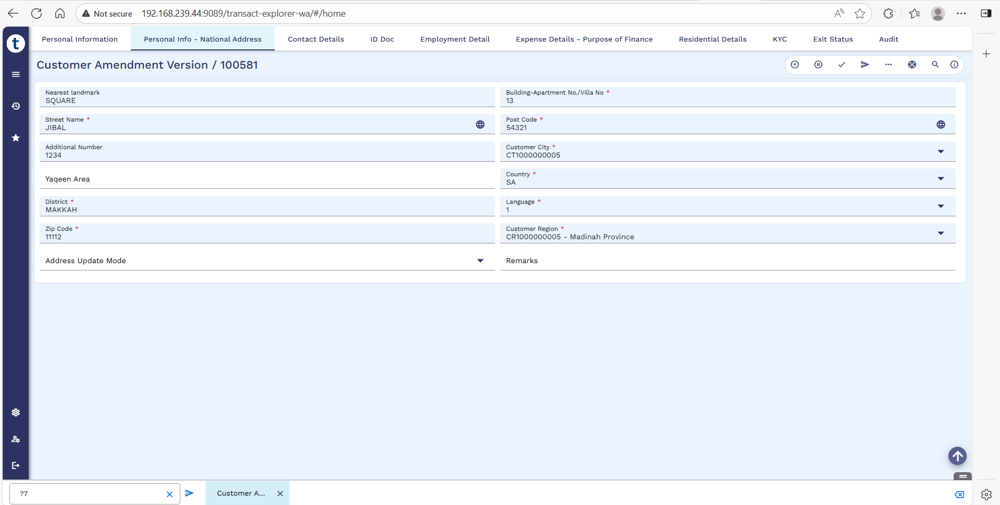 Not secure 192.168.239.44:9089/transact-explorer-wa/#/home
t Personal Information Personal Info - National Address Contact Details ID Doc Employment Detail Expense Details - Purpose of Finance Residential Details KYC Exit Status Audit
Customer Amendment Version / 100581
Nearest landmark
SQUARE
Building-Apartment No./Villa No *
13
Street Name *
JIBAL
Post Code *
54321
Additional Number
1234
Customer City *
CT1000000005
Yaqeen Area
Country *
SA
District *
MAKKAH
Language *
1
Zip Code *
11112
Customer Region *
CR1000000005 - Madinah Province
Address Update Mode
Remarks
?7
Customer A...